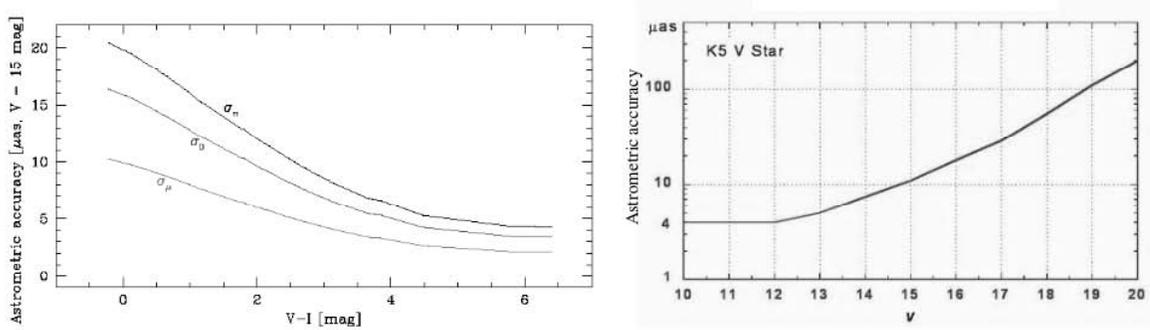 Astrometric accuracy [μas, V – 15 mag]
20
15
10
5
0
σπ
σ0
σμ
0 2 4 6
V–I [mag]
μas
K5 V Star
Astrometric accuracy
100
10
4
1
10 11 12 13 14 15 16 17 18 19 20
V